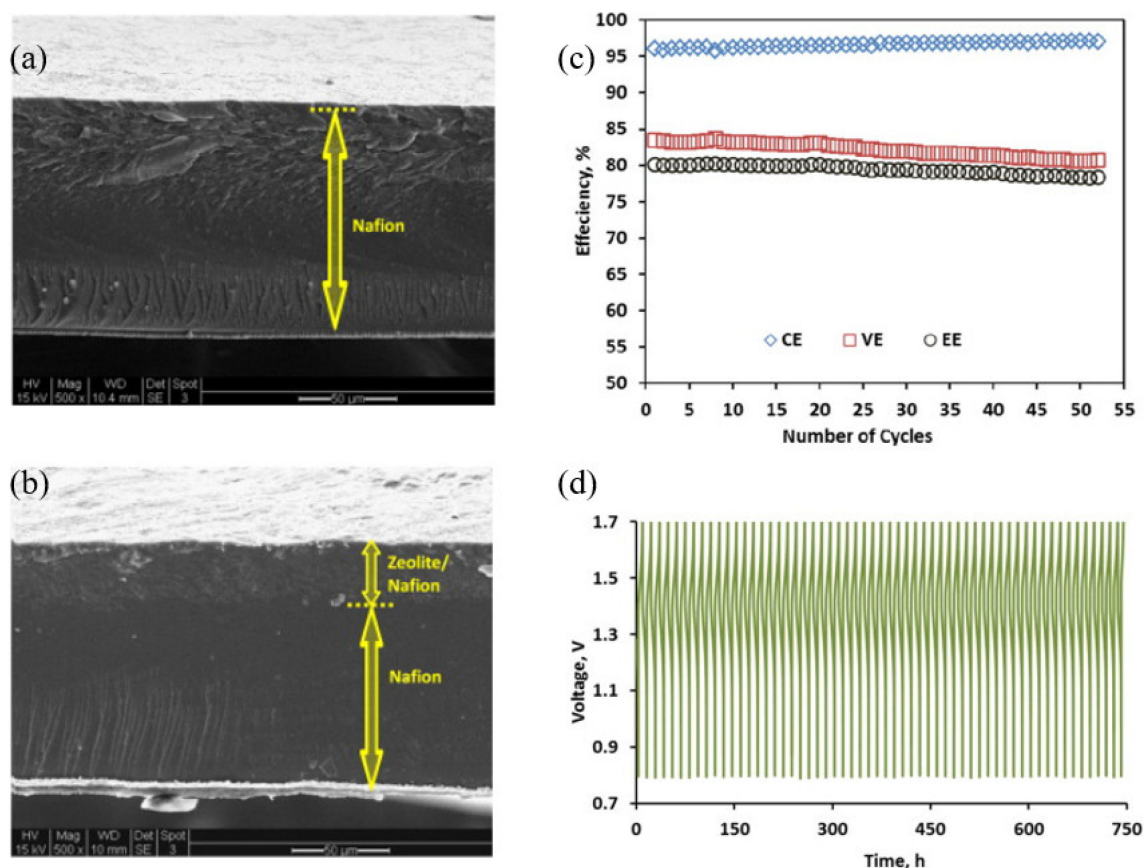 (a)
Nafion
HV Mag WD Det Spot
15 kV 500 x 10.4 mm SE 3 50 µm
(c)
Effeciency, %
100
95
90
85
80
75
70
65
60
55
50
CE VE EE
0 5 10 15 20 25 30 35 40 45 50 55
Number of Cycles
(b)
Zeolite/
Nafion
Nafion
HV Mag WD Det Spot
15 kV 500 x 10 mm SE 3 50 µm
(d)
Voltage, V
1.7
1.5
1.3
1.1
0.9
0.7
0 150 300 450 600 750
Time, h